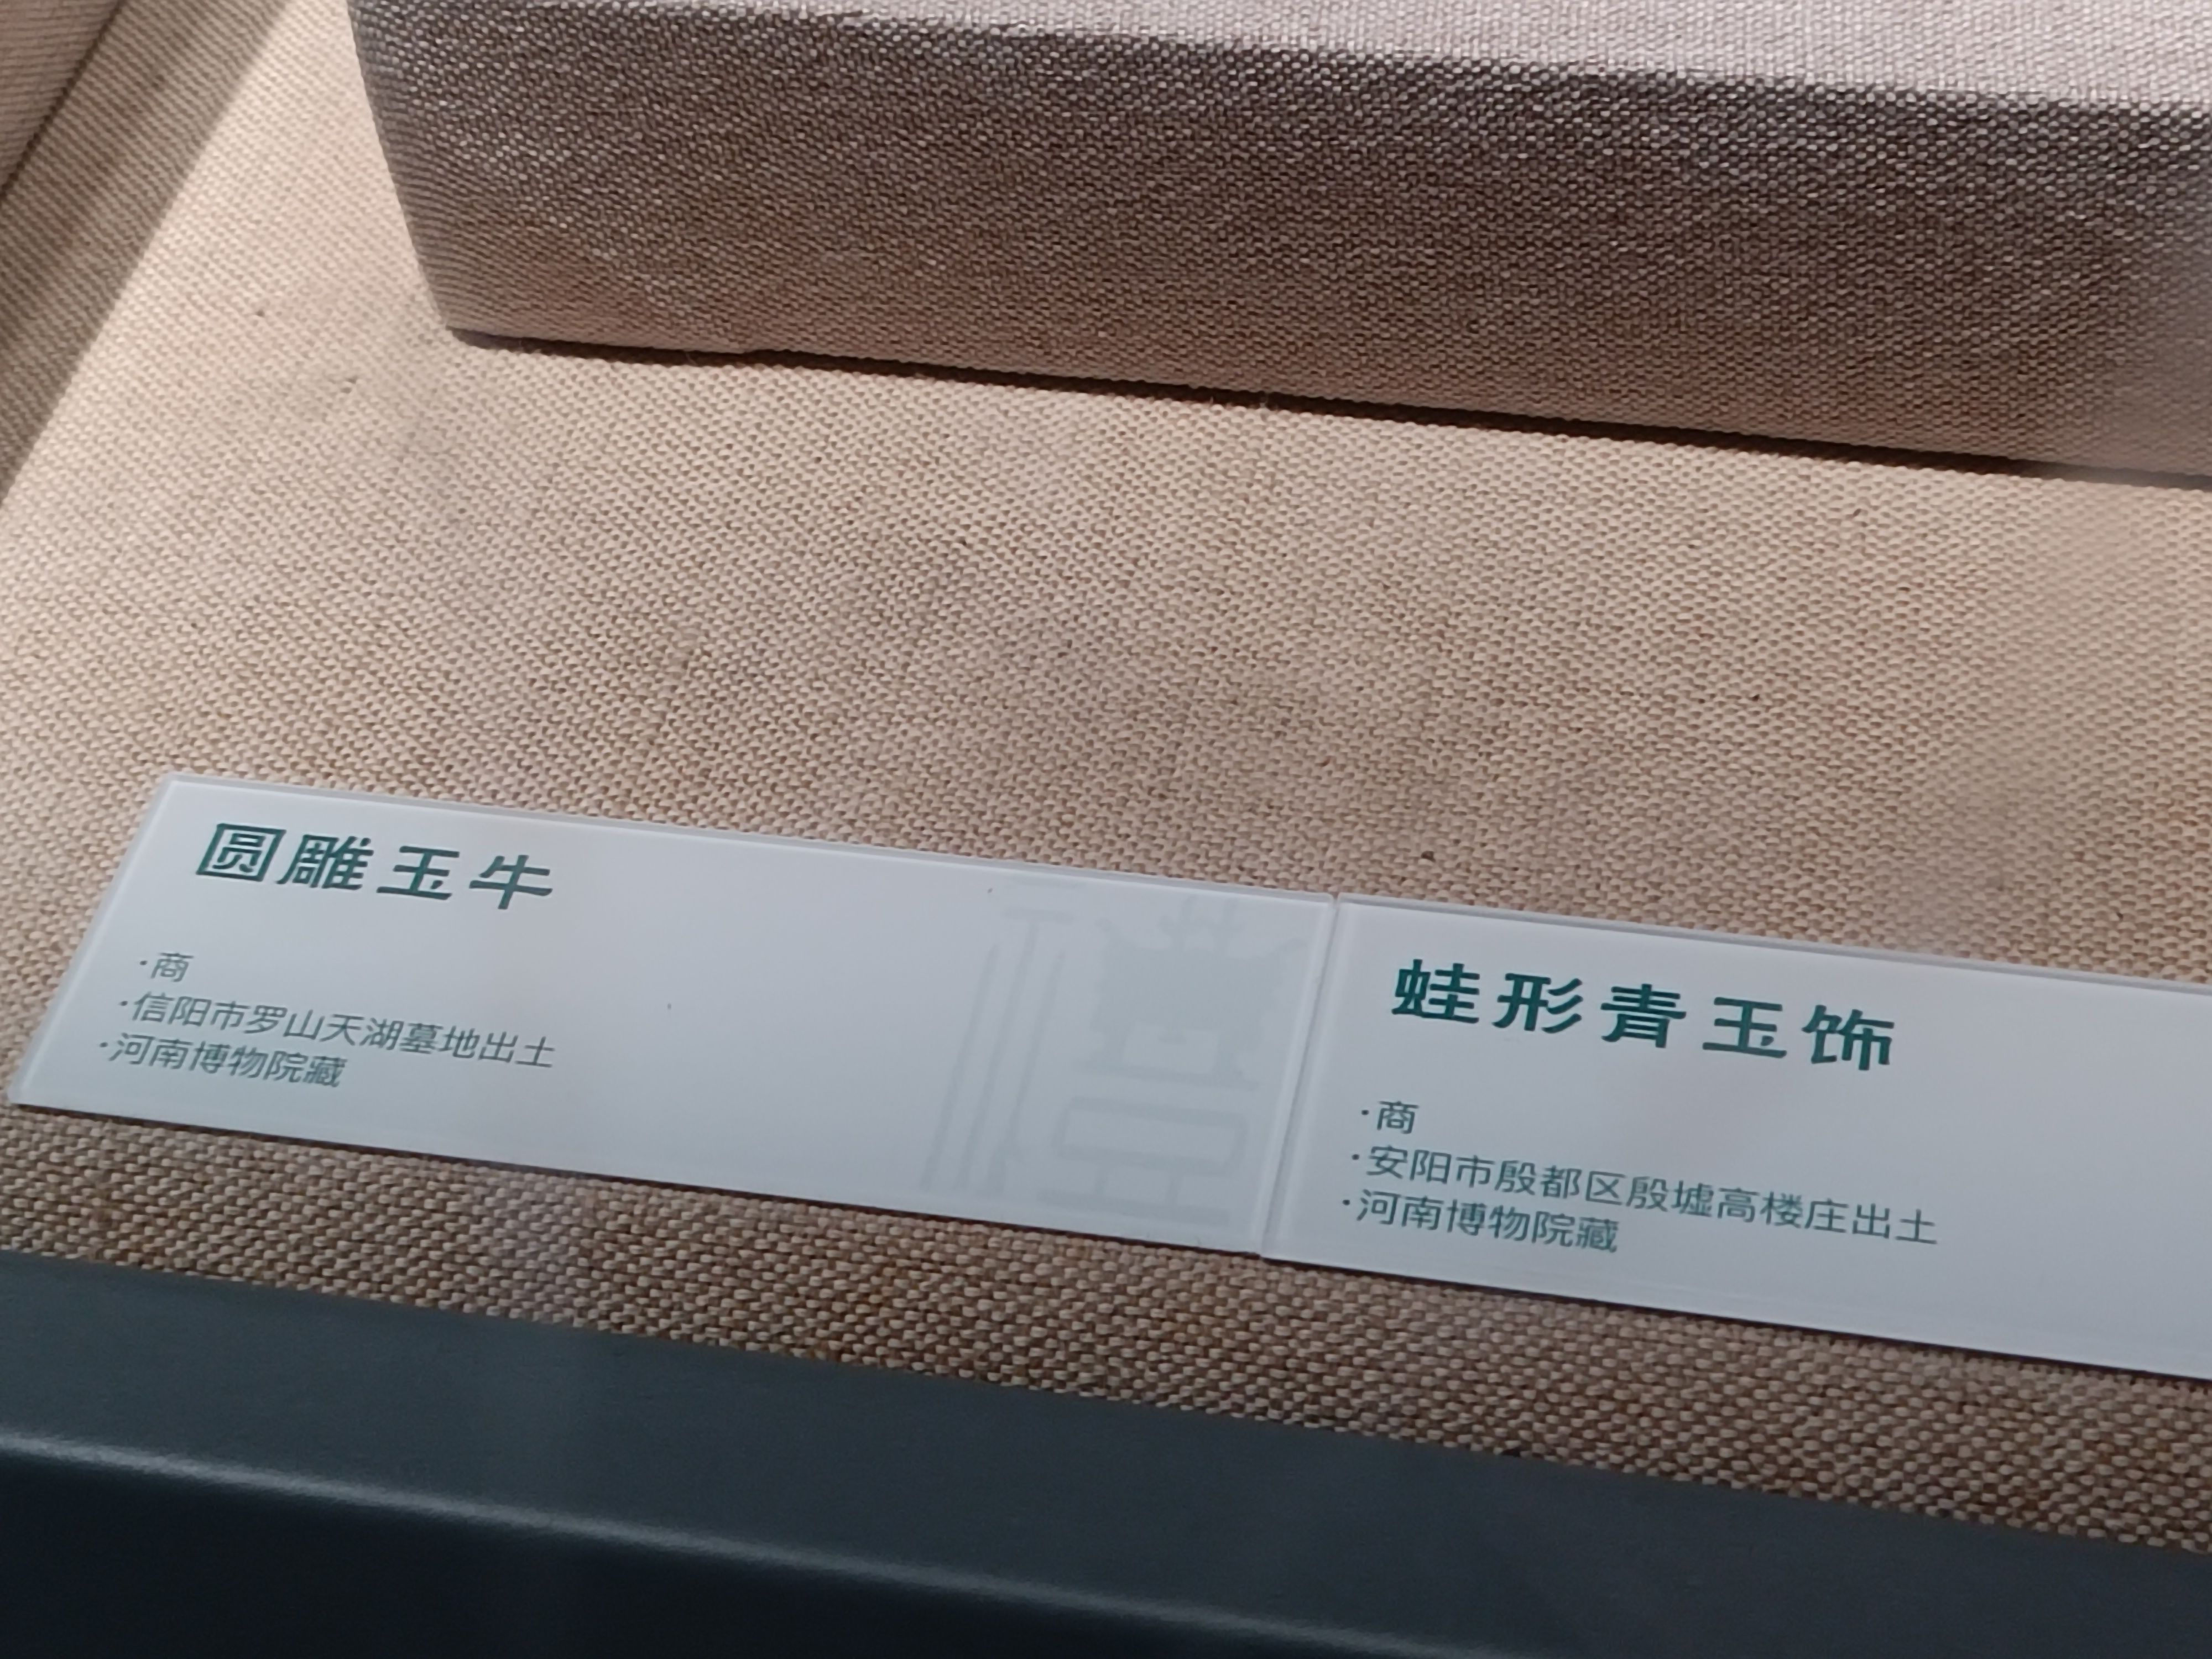 圆雕玉牛
·商
·信阳市罗山天湖墓地出土
·河南博物院藏
蛙形青玉饰
·商
·安阳市殷都区殷墟高楼庄出土
·河南博物院藏